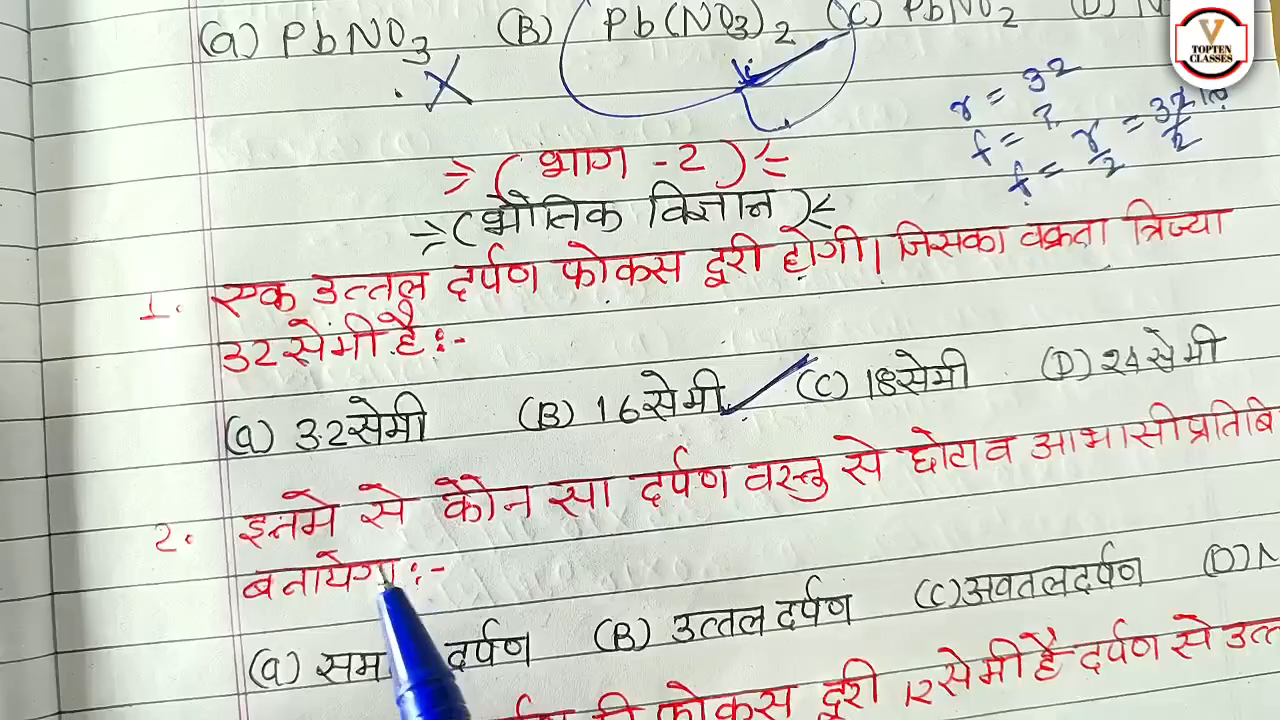 (a) PbNO3 (B) Pb(NO3)2 (C) PbNO2 (D)
V
TOPTEN
CLASSES
r = 32
f = ?
f = r/2 = 32/2
=> ( भाग - 2 ) <=
=> (भौतिक विज्ञान) <=
1. एक उत्तल दर्पण फोकस दूरी होगी। जिसका वक्रता त्रिज्या
32 सेमी है :-
(a) 32 सेमी (B) 16 सेमी (C) 18 सेमी (D) 24 सेमी
2. इनमे से कौन सा दर्पण वस्तु से छोटा व आभासी प्रतिबि
बनायेगा :-
(a) सम दर्पण (B) उत्तल दर्पण (C) अवतल दर्पण (D) N
की फोकस दूरी 12 सेमी है दर्पण से उत्त